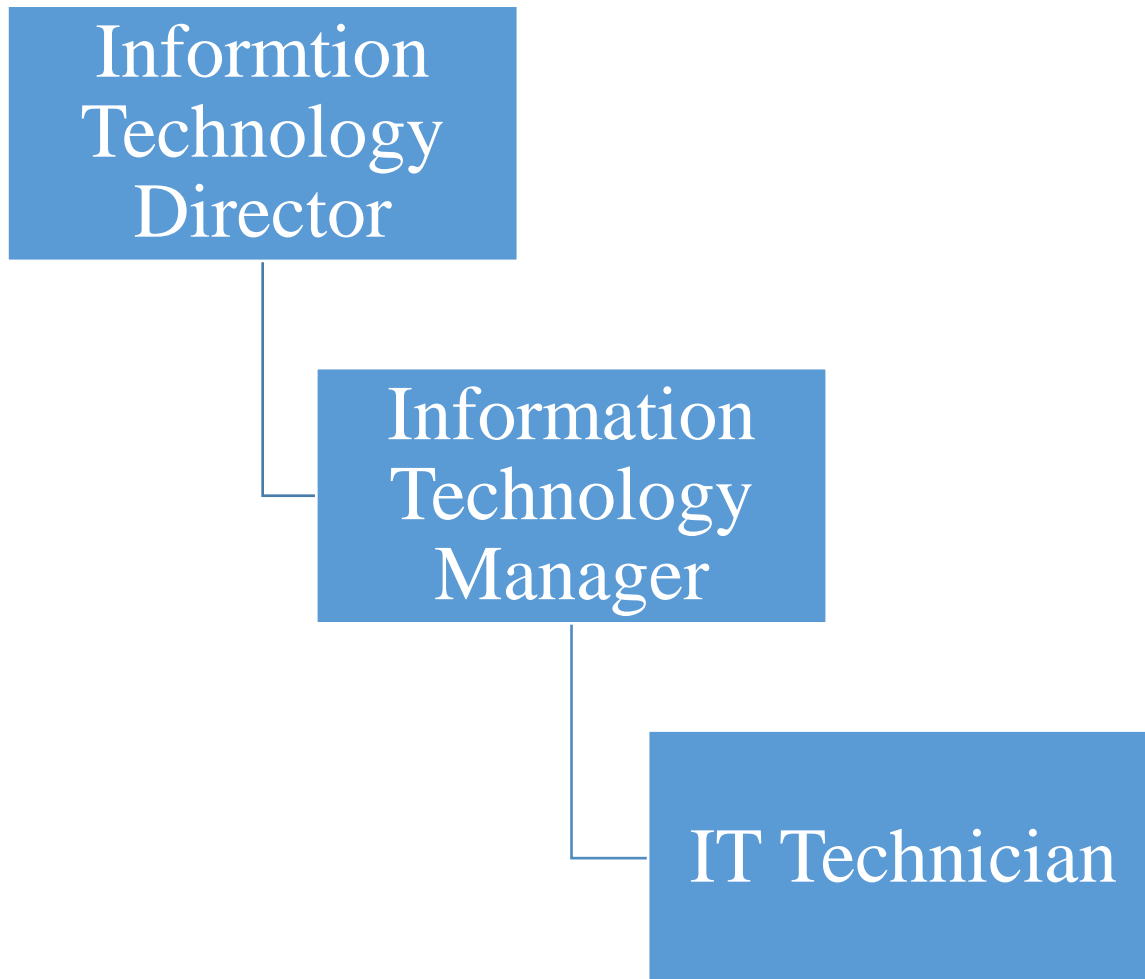 Informtion
Technology
Director
Information
Technology
Manager
IT Technician